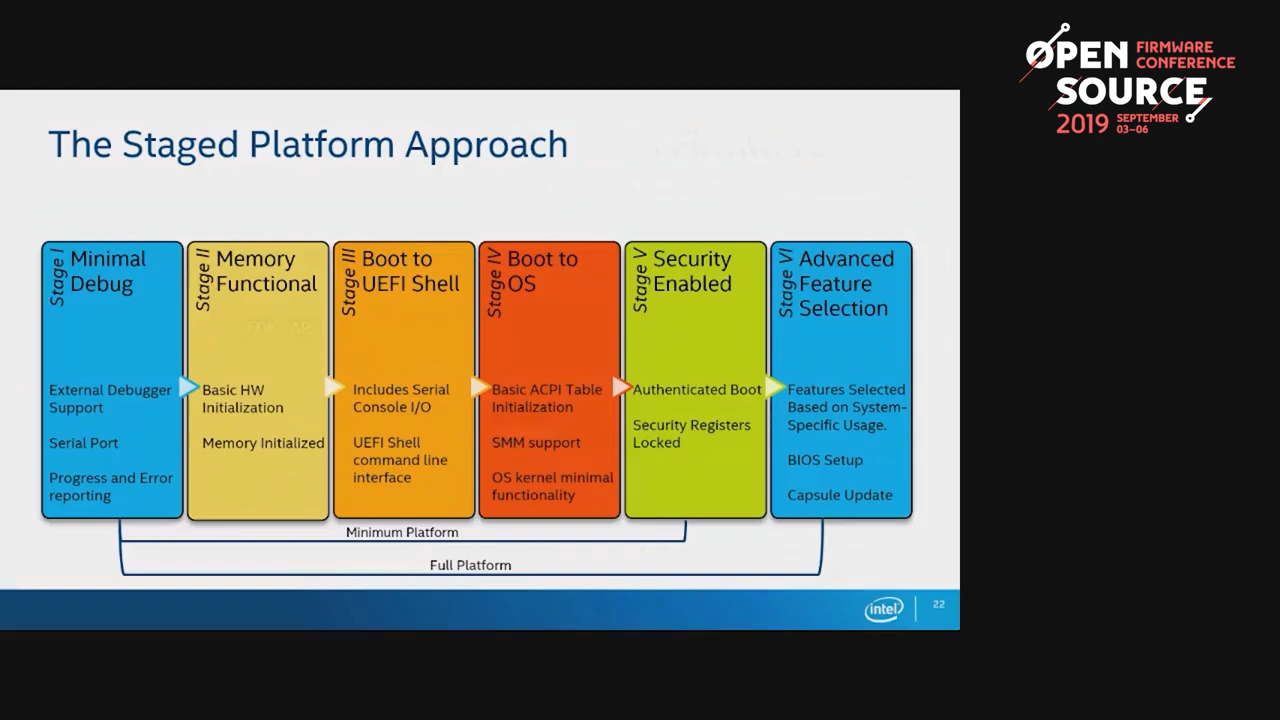 OPEN FIRMWARE
CONFERENCE
SOURCE
2019 SEPTEMBER
03–06
The Staged Platform Approach
Stage I
Minimal
Debug
External Debugger
Support
Serial Port
Progress and Error
reporting
Stage II
Memory
Functional
Basic HW
Initialization
Memory Initialized
Stage III
Boot to
UEFI Shell
Includes Serial
Console I/O
UEFI Shell
command line
interface
Stage IV
Boot to
OS
Basic ACPI Table
Initialization
SMM support
OS kernel minimal
functionality
Stage V
Security
Enabled
Authenticated Boot
Security Registers
Locked
Stage VI
Advanced
Feature
Selection
Features Selected
Based on System-
Specific Usage.
BIOS Setup
Capsule Update
Minimum Platform
Full Platform
intel
22